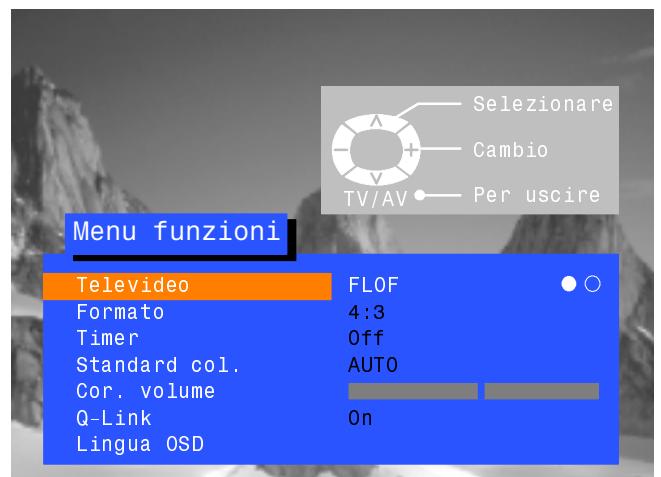 Selezionare
Cambio
TV/AV Per uscire
Menu funzioni
Televideo FLOF
Formato 4:3
Timer Off
Standard col. AUTO
Cor. volume
Q-Link On
Lingua OSD